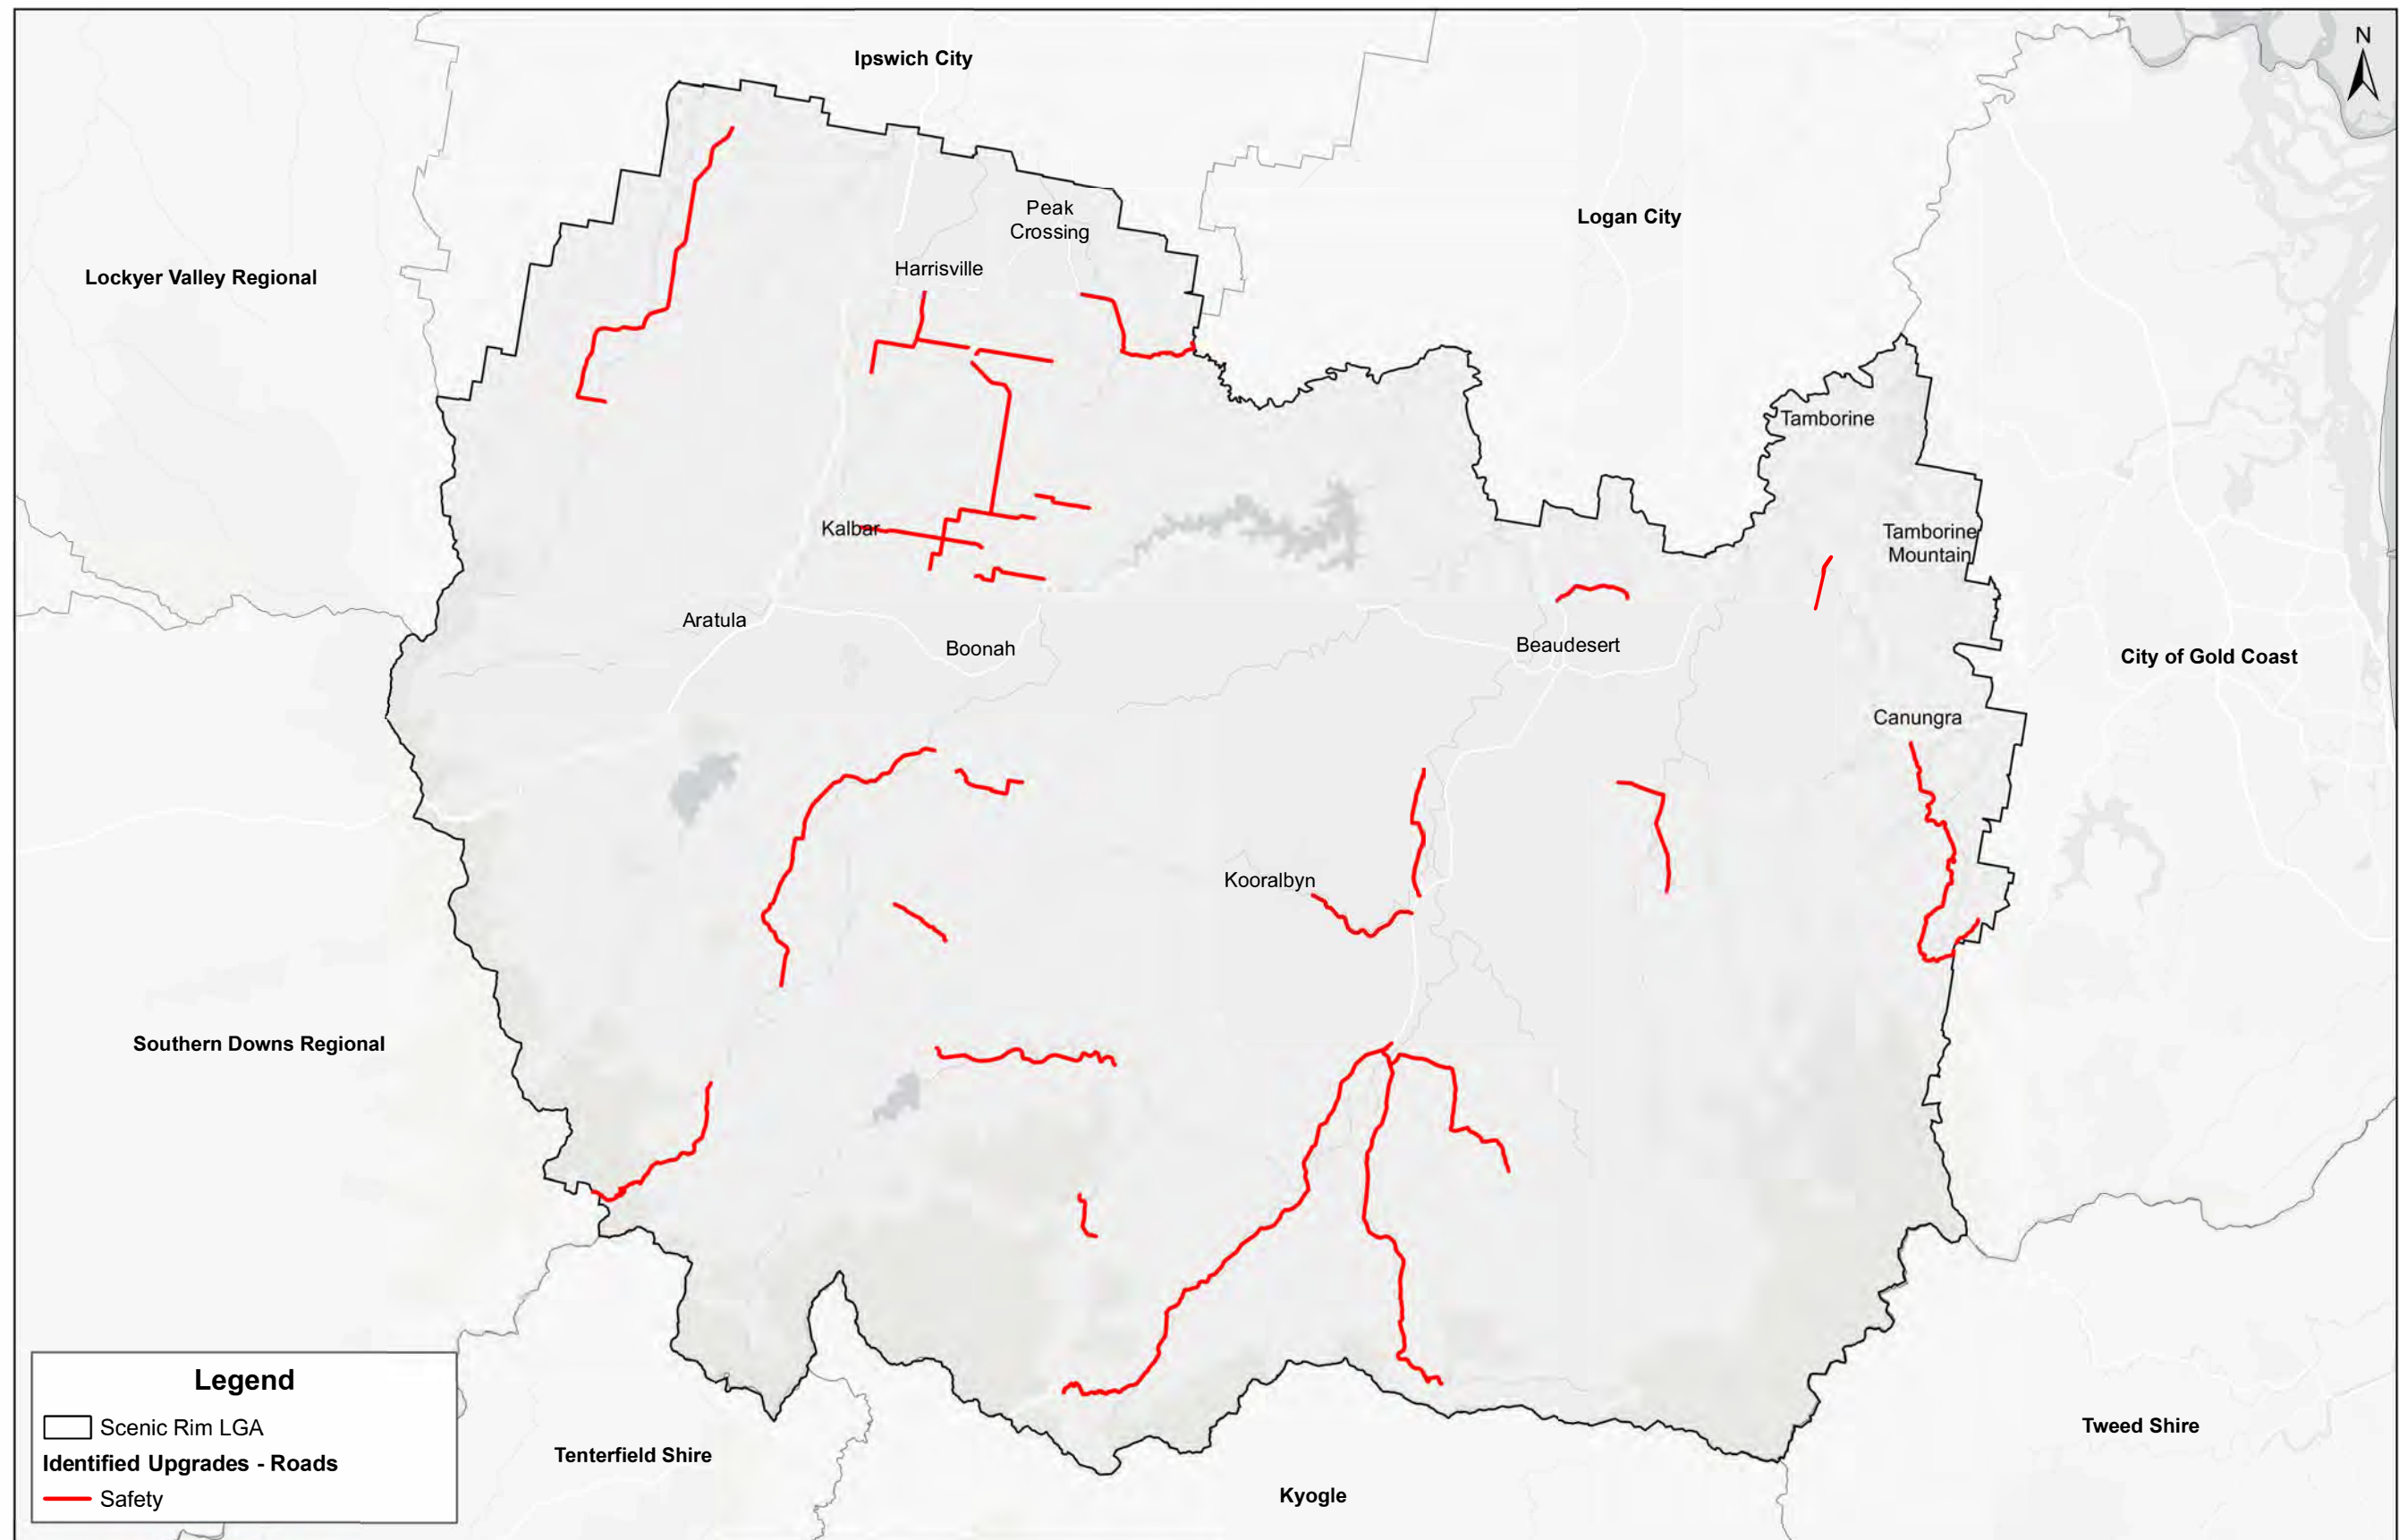 N
Ipswich City
Peak
Crossing
Logan City
Harrisville
Lockyer Valley Regional
Tamborine
Kalbar
Tamborine
Mountain
Aratula
Boonah
Beaudesert
City of Gold Coast
Canungra
Kooralbyn
Southern Downs Regional
Legend
Scenic Rim LGA
Identified Upgrades - Roads
Safety
Tenterfield Shire
Kyogle
Tweed Shire